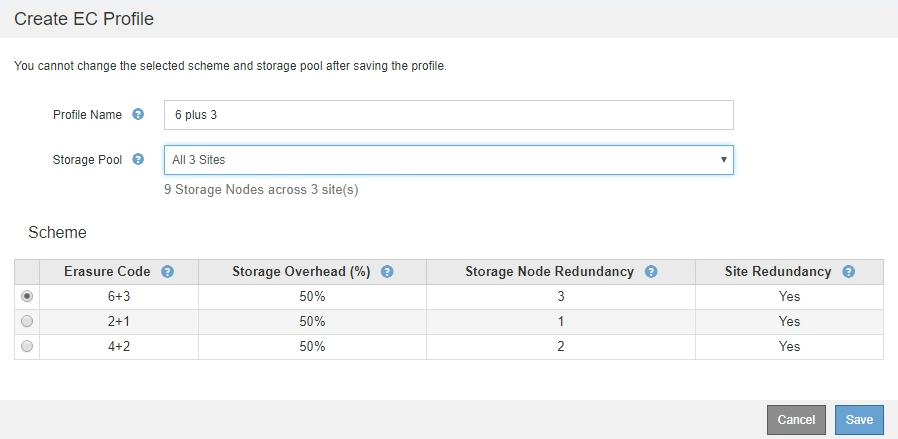 Create EC Profile
You cannot change the selected scheme and storage pool after saving the profile.
Profile Name ? 6 plus 3
Storage Pool ? All 3 Sites ▼
9 Storage Nodes across 3 site(s)
Scheme
Erasure Code ? Storage Overhead (%) ? Storage Node Redundancy ? Site Redundancy ?
6+3 50% 3 Yes
2+1 50% 1 Yes
4+2 50% 2 Yes
Cancel Save